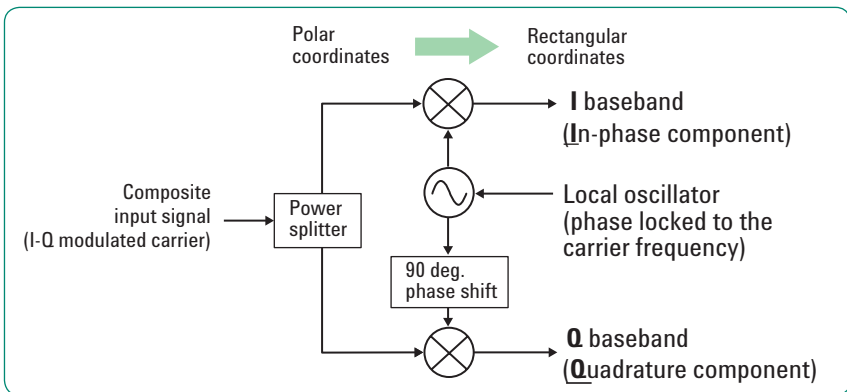 Polar
coordinates
Rectangular
coordinates
I baseband
(In-phase component)
Composite
input signal
(I-Q modulated carrier)
Power
splitter
Local oscillator
(phase locked to the
carrier frequency)
90 deg.
phase shift
Q baseband
(Quadrature component)